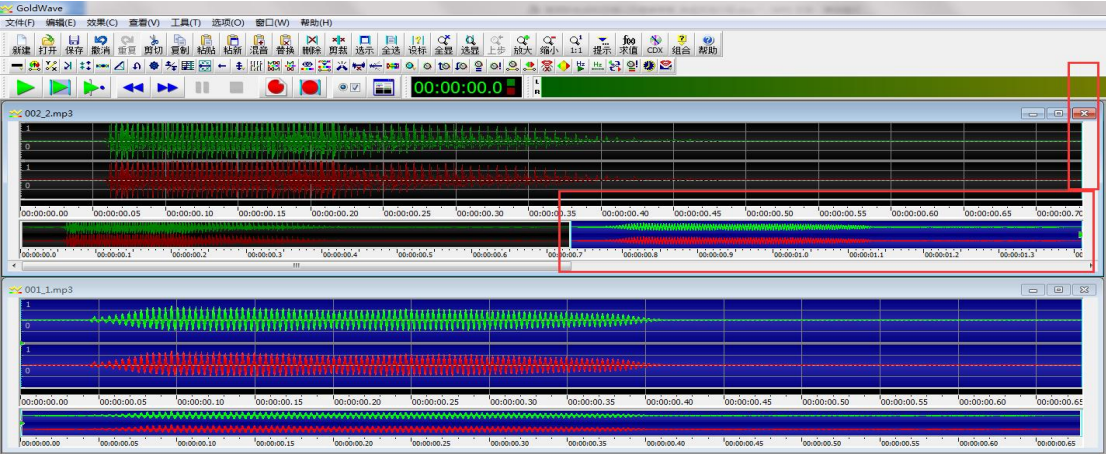 GoldWave
文件(F) 编辑(E) 效果(C) 查看(V) 工具(T) 选项(O) 窗口(W) 帮助(H)
新建 打开 保存 撤消 重复 剪切 复制 粘贴 粘新 混音 替换 删除 剪裁 选示 全选 设标 全显 选显 上步 放大 缩小 1:1 提示 求值 CDX 组合 帮助
00:00:00.0
L
R
002_2.mp3
1
0
1
0
00:00:00.00 00:00:00.05 00:00:00.10 00:00:00.15 00:00:00.20 00:00:00.25 00:00:00.30 00:00:00.35 00:00:00.40 00:00:00.45 00:00:00.50 00:00:00.55 00:00:00.60 00:00:00.65 00:00:00.70
00:00:00.0 00:00:00.1 00:00:00.2 00:00:00.3 00:00:00.4 00:00:00.5 00:00:00.6 00:00:00.7 00:00:00.8 00:00:00.9 00:00:01.0 00:00:01.1 00:00:01.2 00:00:01.3 00
001_1.mp3
1
0
1
0
00:00:00.00 00:00:00.05 00:00:00.10 00:00:00.15 00:00:00.20 00:00:00.25 00:00:00.30 00:00:00.35 00:00:00.40 00:00:00.45 00:00:00.50 00:00:00.55 00:00:00.60 00:00:00.65
00:00:00.00 00:00:00.05 00:00:00.10 00:00:00.15 00:00:00.20 00:00:00.25 00:00:00.30 00:00:00.35 00:00:00.40 00:00:00.45 00:00:00.50 00:00:00.55 00:00:00.60 00:00:00.65